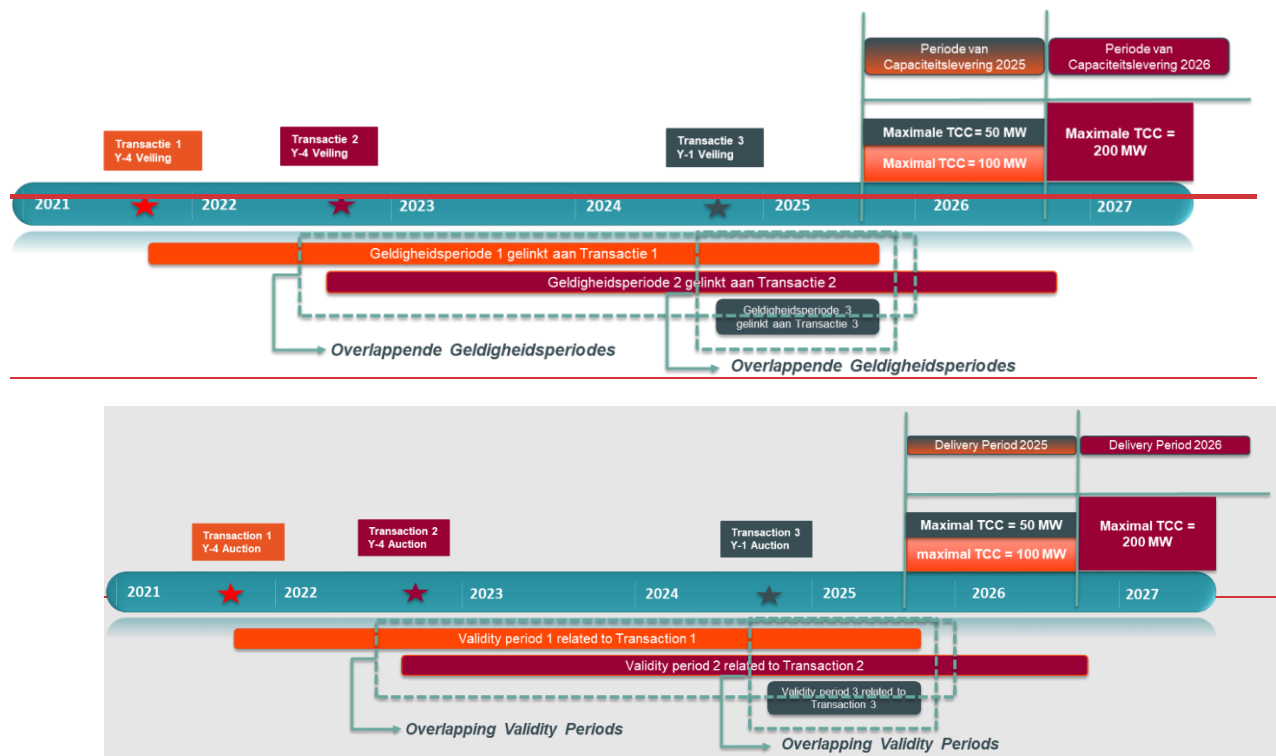 Periode van
Capaciteitslevering 2025
Periode van
Capaciteitslevering 2026
Transactie 1
Y-4 Veiling
Transactie 2
Y-4 Veiling
Transactie 3
Y-1 Veiling
Maximale TCC = 50 MW
Maximal TCC = 100 MW
Maximale TCC =
200 MW
2021
2022
2023
2024
2025
2026
2027
Geldigheidsperiode 1 gelinkt aan Transactie 1
Geldigheidsperiode 2 gelinkt aan Transactie 2
Geldigheidsperiode 3
gelinkt aan Transactie 3
Overlappende Geldigheidsperiodes
Overlappende Geldigheidsperiodes
Delivery Period 2025
Delivery Period 2026
Transaction 1
Y-4 Auction
Transaction 2
Y-4 Auction
Transaction 3
Y-1 Auction
Maximal TCC = 50 MW
maximal TCC = 100 MW
Maximal TCC =
200 MW
2021
2022
2023
2024
2025
2026
2027
Validity period 1 related to Transaction 1
Validity period 2 related to Transaction 2
Validity period 3 related to
Transaction 3
Overlapping Validity Periods
Overlapping Validity Periods